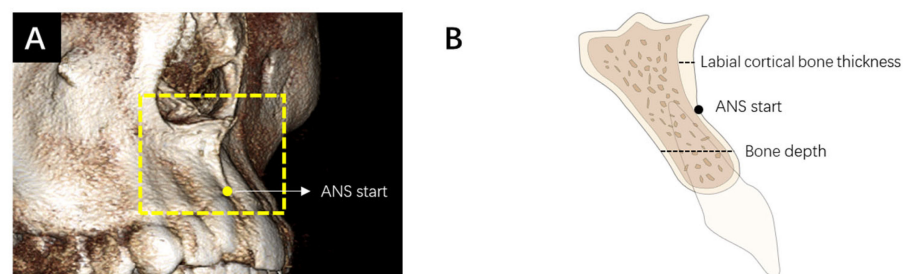 A
ANS start
B
Labial cortical bone thickness
ANS start
Bone depth